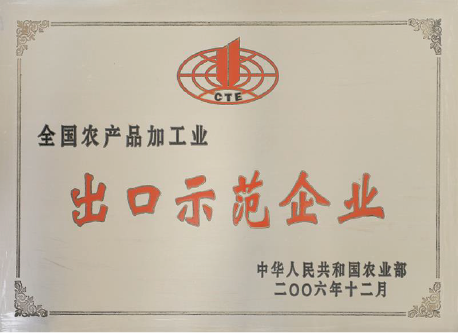 CTE
全国农产品加工业
出口示范企业
中华人民共和国农业部
二〇〇六年十二月